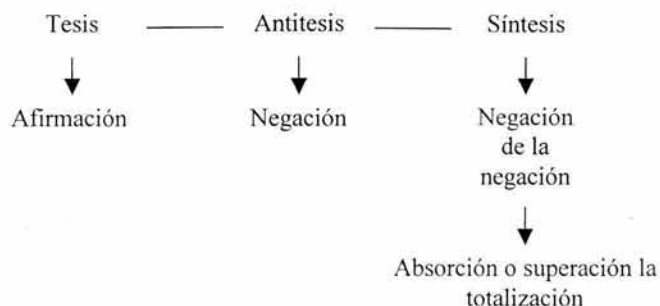 Tesis Antitesis Síntesis
Afirmación Negación Negación
de la
negación
Absorción o superación la
totalización